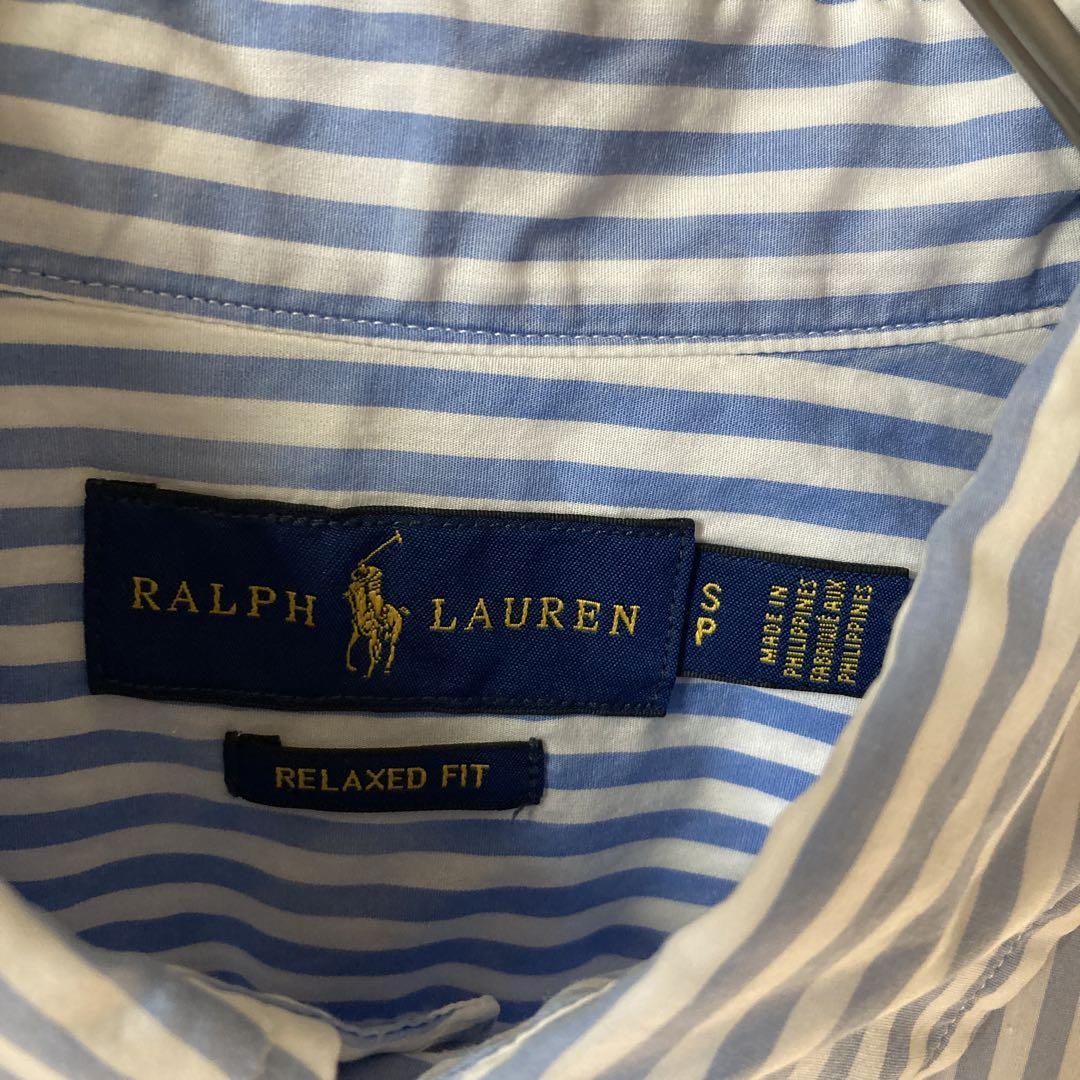 RALPH LAUREN
S
P
MADE IN
PHILIPPINES
FABRIQUÉ AUX
PHILIPPINES
RELAXED FIT